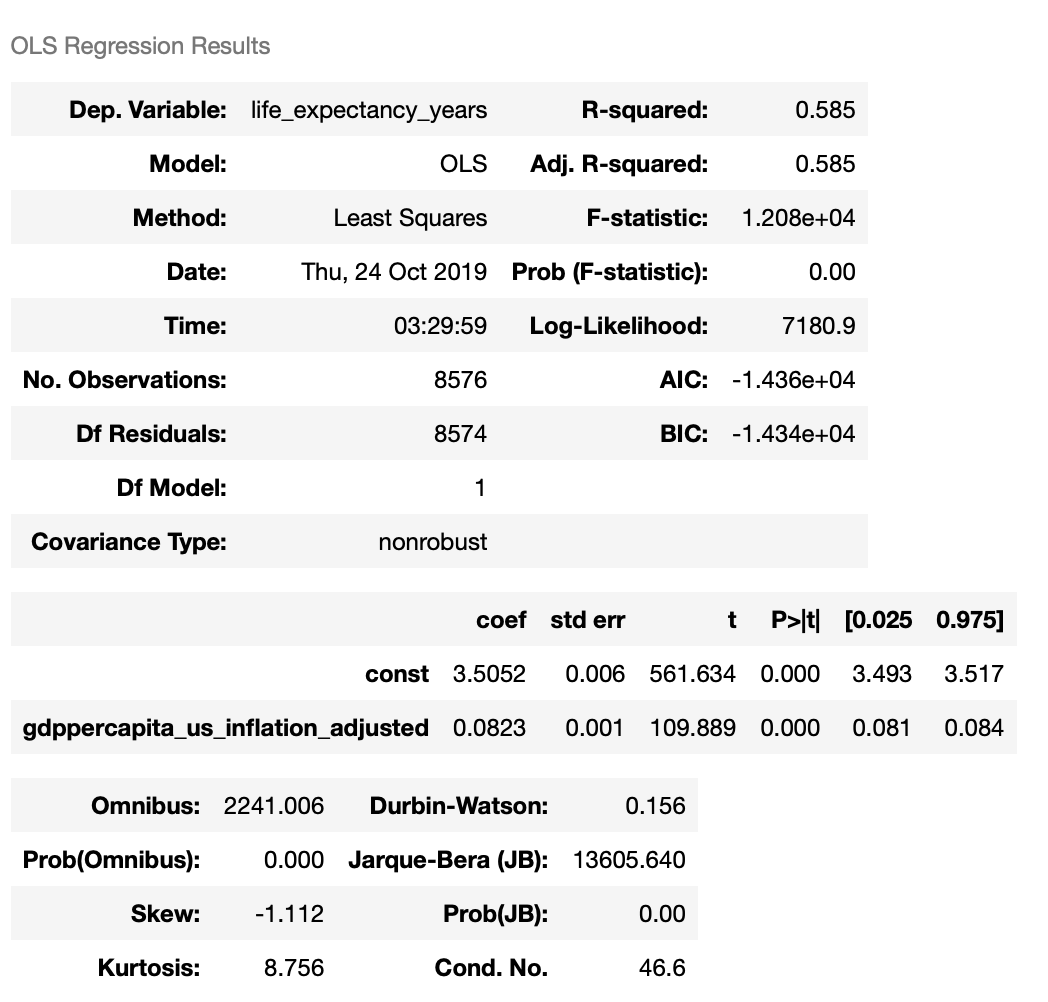 OLS Regression Results
Dep. Variable: life_expectancy_years R-squared: 0.585
Model: OLS Adj. R-squared: 0.585
Method: Least Squares F-statistic: 1.208e+04
Date: Thu, 24 Oct 2019 Prob (F-statistic): 0.00
Time: 03:29:59 Log-Likelihood: 7180.9
No. Observations: 8576 AIC: -1.436e+04
Df Residuals: 8574 BIC: -1.434e+04
Df Model: 1
Covariance Type: nonrobust
coef std err t P>|t| [0.025 0.975]
const 3.5052 0.006 561.634 0.000 3.493 3.517
gdppercapita_us_inflation_adjusted 0.0823 0.001 109.889 0.000 0.081 0.084
Omnibus: 2241.006 Durbin-Watson: 0.156
Prob(Omnibus): 0.000 Jarque-Bera (JB): 13605.640
Skew: -1.112 Prob(JB): 0.00
Kurtosis: 8.756 Cond. No. 46.6